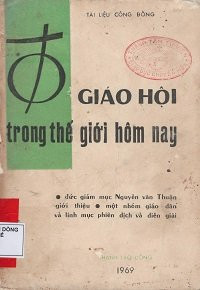 TÀI LIỆU CÔNG ĐỒNG
GIÁO HỘI
trong thế giới hôm nay
• đức giám mục Nguyễn văn Thuận
giới thiệu • một nhóm giáo dân
và linh mục phiên dịch và diễn giải
1969